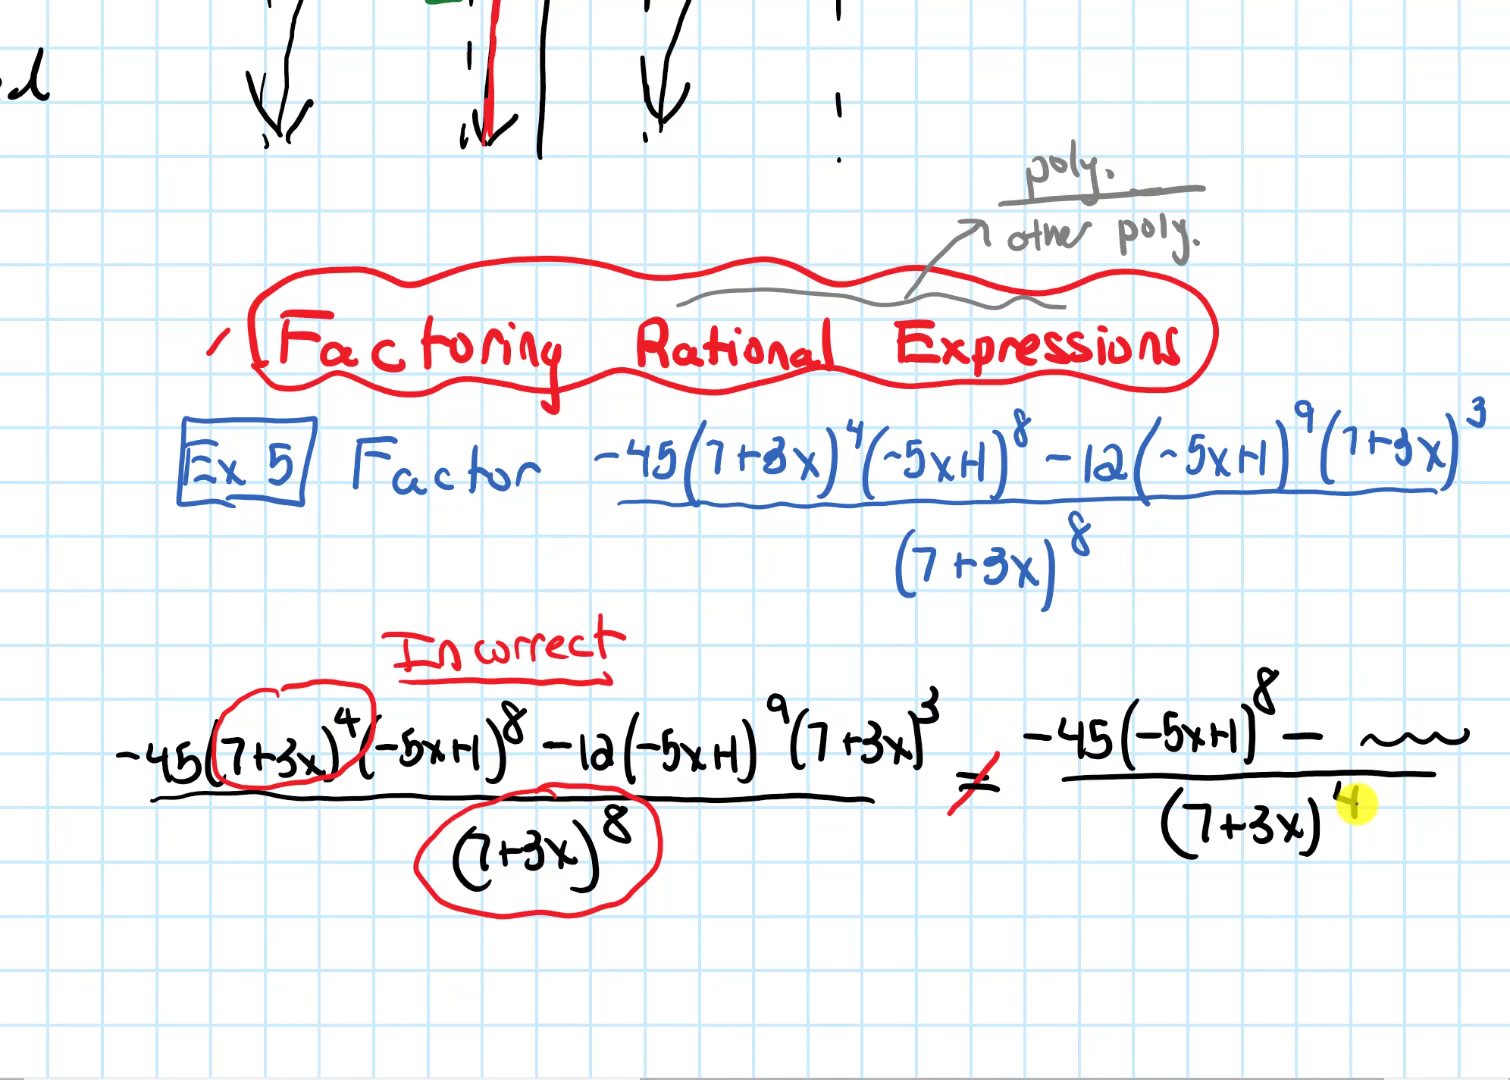 ed
poly.
other poly.
Factoring Rational Expressions
Ex 5 Factor -45(7+3x)^4(-5x+1)^8 -12(-5x+1)^9(7+3x)^3
(7+3x)^8
Incorrect
-45(7+3x)^4(-5x+1)^8 -12(-5x+1)^9(7+3x)^3 ≠ -45(-5x+1)^8 -
(7+3x)^8 (7+3x)^4